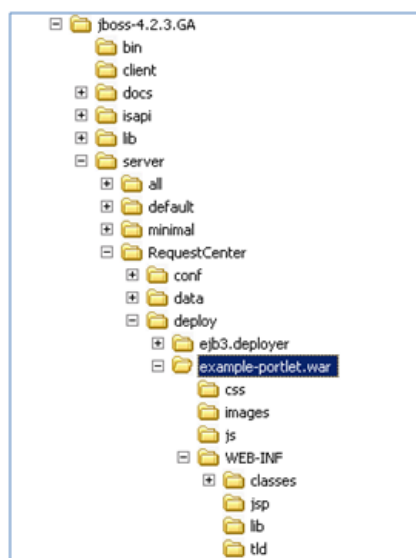 jboss-4.2.3.GA
bin
client
docs
isapi
lib
server
all
default
minimal
RequestCenter
conf
data
deploy
ejb3.deployer
example-portlet.war
css
images
js
WEB-INF
classes
jsp
lib
tld